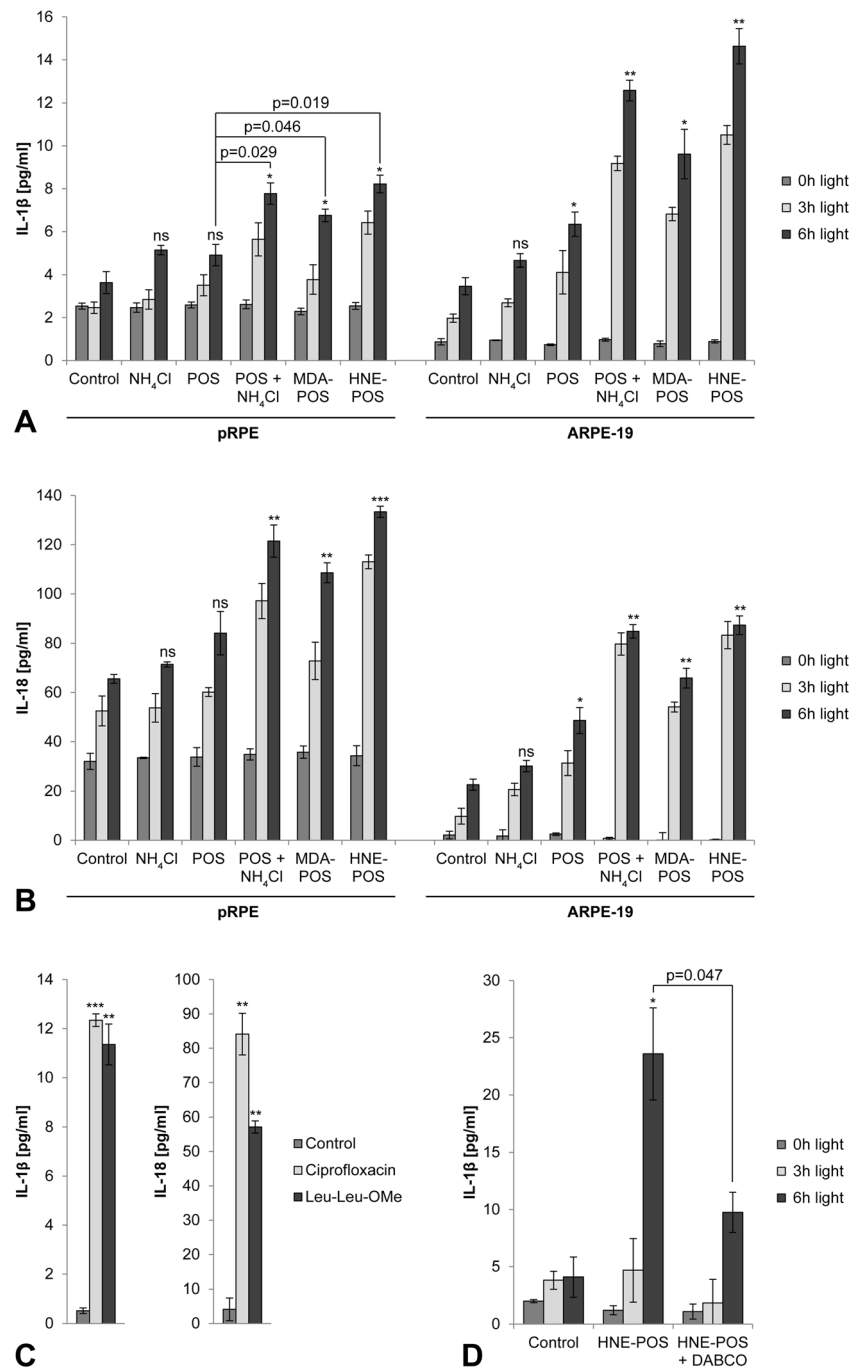 16
14
12
10
8
6
4
2
0
IL-1β [pg/ml]
p=0.019
p=0.046
p=0.029
ns
ns
*
*
*
*
ns
**
*
**
0h light
3h light
6h light
Control NH₄Cl POS POS + NH₄Cl MDA-POS HNE-POS
Control NH₄Cl POS POS + NH₄Cl MDA-POS HNE-POS
pRPE ARPE-19
A
140
120
100
80
60
40
20
0
IL-18 [pg/ml]
ns
ns
**
**
***
ns
*
**
**
**
0h light
3h light
6h light
Control NH₄Cl POS POS + NH₄Cl MDA-POS HNE-POS
Control NH₄Cl POS POS + NH₄Cl MDA-POS HNE-POS
pRPE ARPE-19
B
14
12
10
8
6
4
2
0
IL-1β [pg/ml]
***
**
100
90
80
70
60
50
40
30
20
10
0
IL-18 [pg/ml]
**
**
Control
Ciprofloxacin
Leu-Leu-OMe
C
30
25
20
15
10
5
0
IL-1β [pg/ml]
p=0.047
*
0h light
3h light
6h light
Control HNE-POS HNE-POS
+ DABCO
D